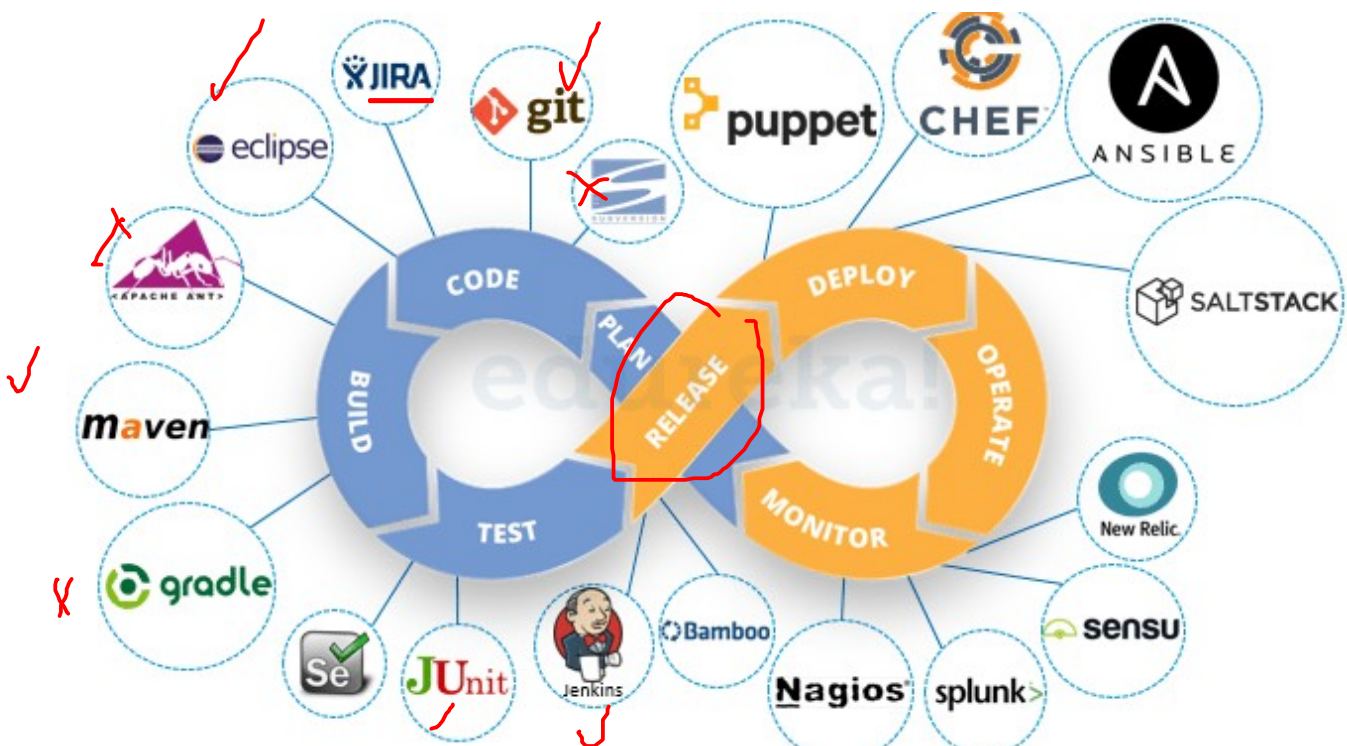 JIRA
git
eclipse
puppet
CHEF
ANSIBLE
SUBVERSION
<APACHE ANT>
CODE
PLAN
DEPLOY
SALTSTACK
BUILD
edureka!
RELEASE
OPERATE
maven
TEST
MONITOR
New Relic.
gradle
Se
JUnit
Jenkins
Bamboo
Nagios®
splunk>
sensu